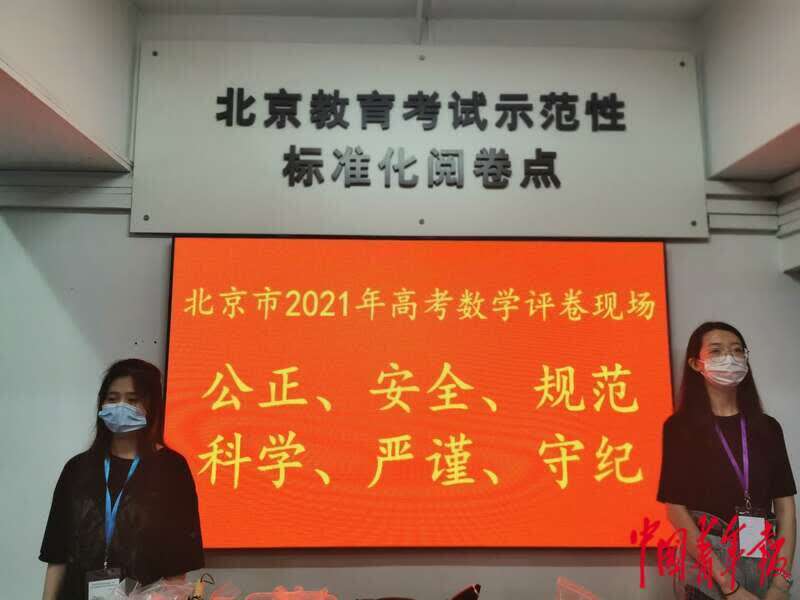 北京教育考试示范性
标准化阅卷点
北京市2021年高考数学评卷现场
公正、安全、规范
科学、严谨、守纪
中国青年报